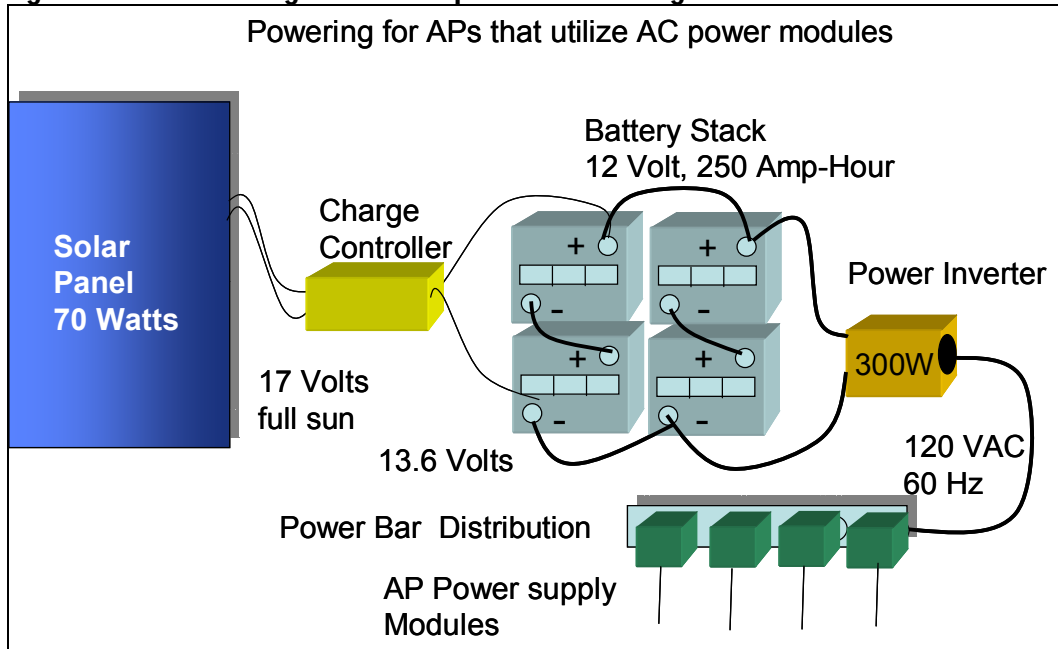 Powering for APs that utilize AC power modules
Battery Stack
12 Volt, 250 Amp-Hour
Charge
Controller
Solar
Panel
70 Watts
+
+
-
-
+
+
-
-
Power Inverter
300W
17 Volts
full sun
13.6 Volts
120 VAC
60 Hz
Power Bar Distribution
AP Power supply
Modules